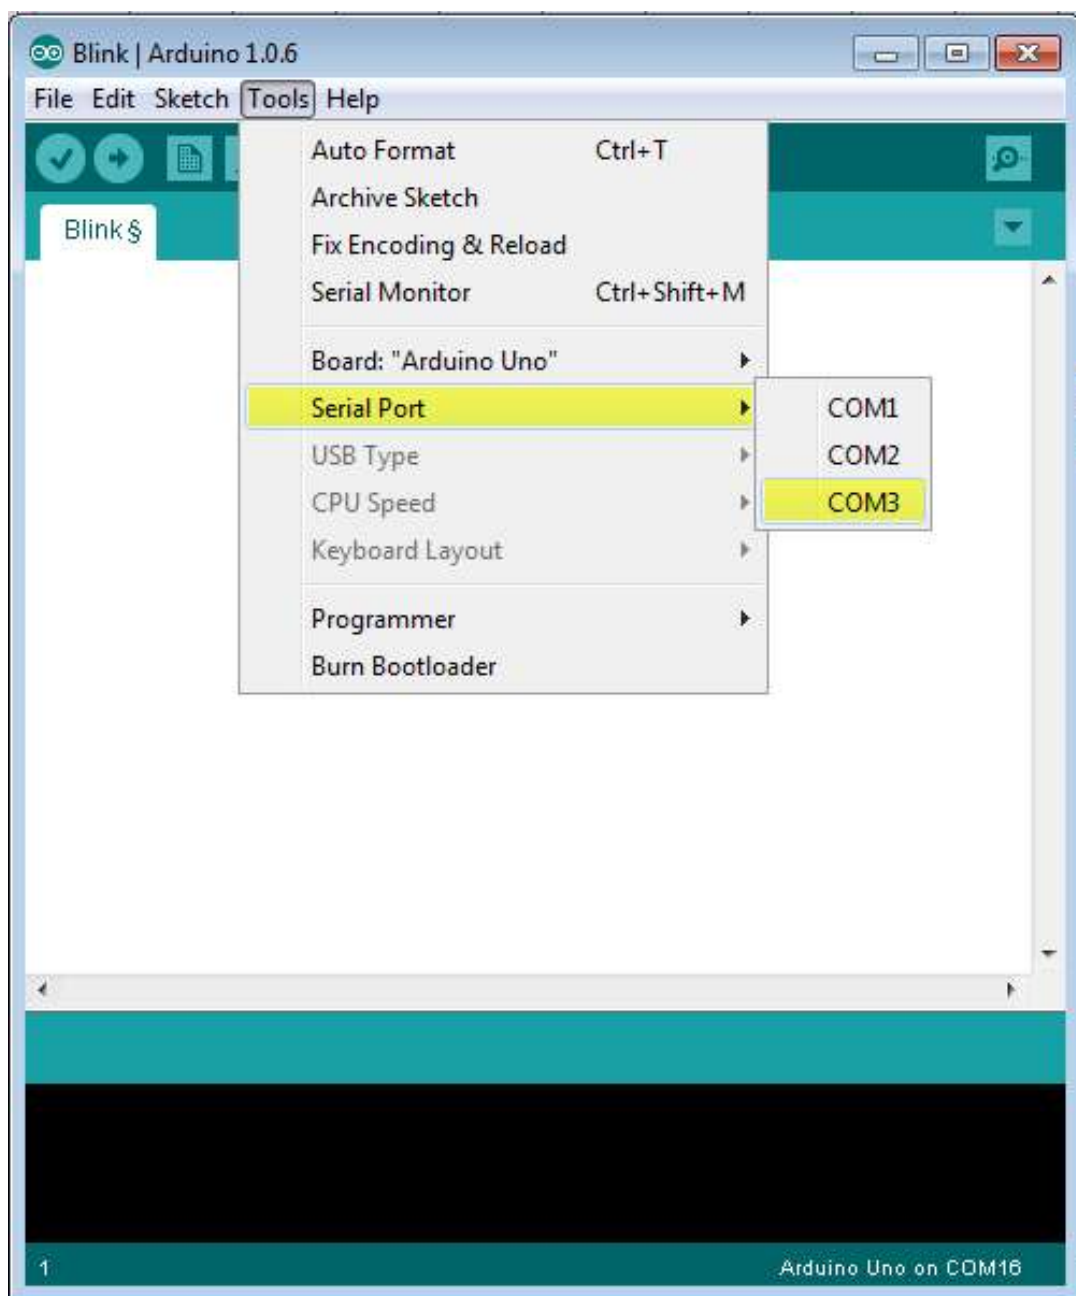 Blink | Arduino 1.0.6
File Edit Sketch Tools Help
Auto Format Ctrl+T
Archive Sketch
Blink §
Fix Encoding & Reload
Serial Monitor Ctrl+Shift+M
Board: "Arduino Uno"
Serial Port COM1
USB Type COM2
CPU Speed COM3
Keyboard Layout
Programmer
Burn Bootloader
1 Arduino Uno on COM16